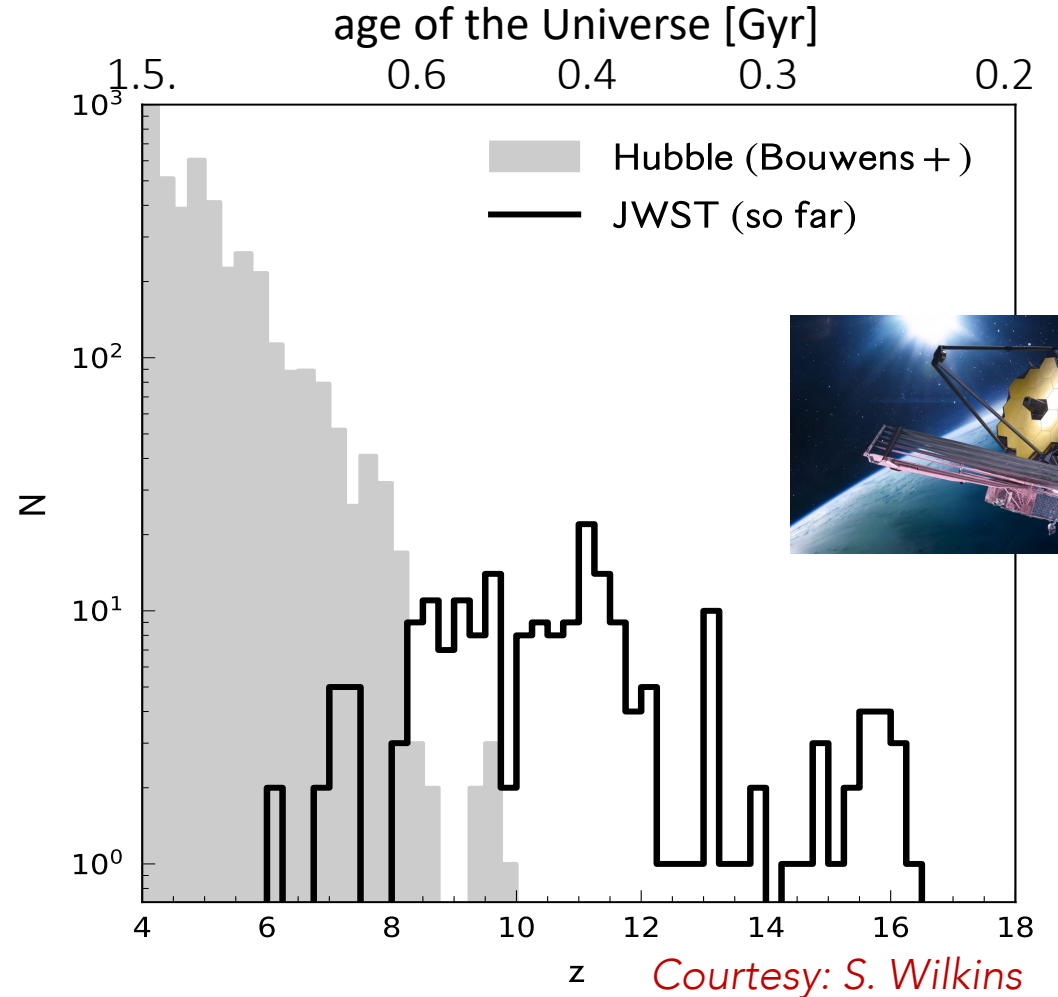 age of the Universe [Gyr]
1.5. 0.6 0.4 0.3 0.2
10³
Hubble (Bouwens + )
JWST (so far)
10²
N
10¹
10⁰
4 6 8 10 12 14 16 18
z
Courtesy: S. Wilkins